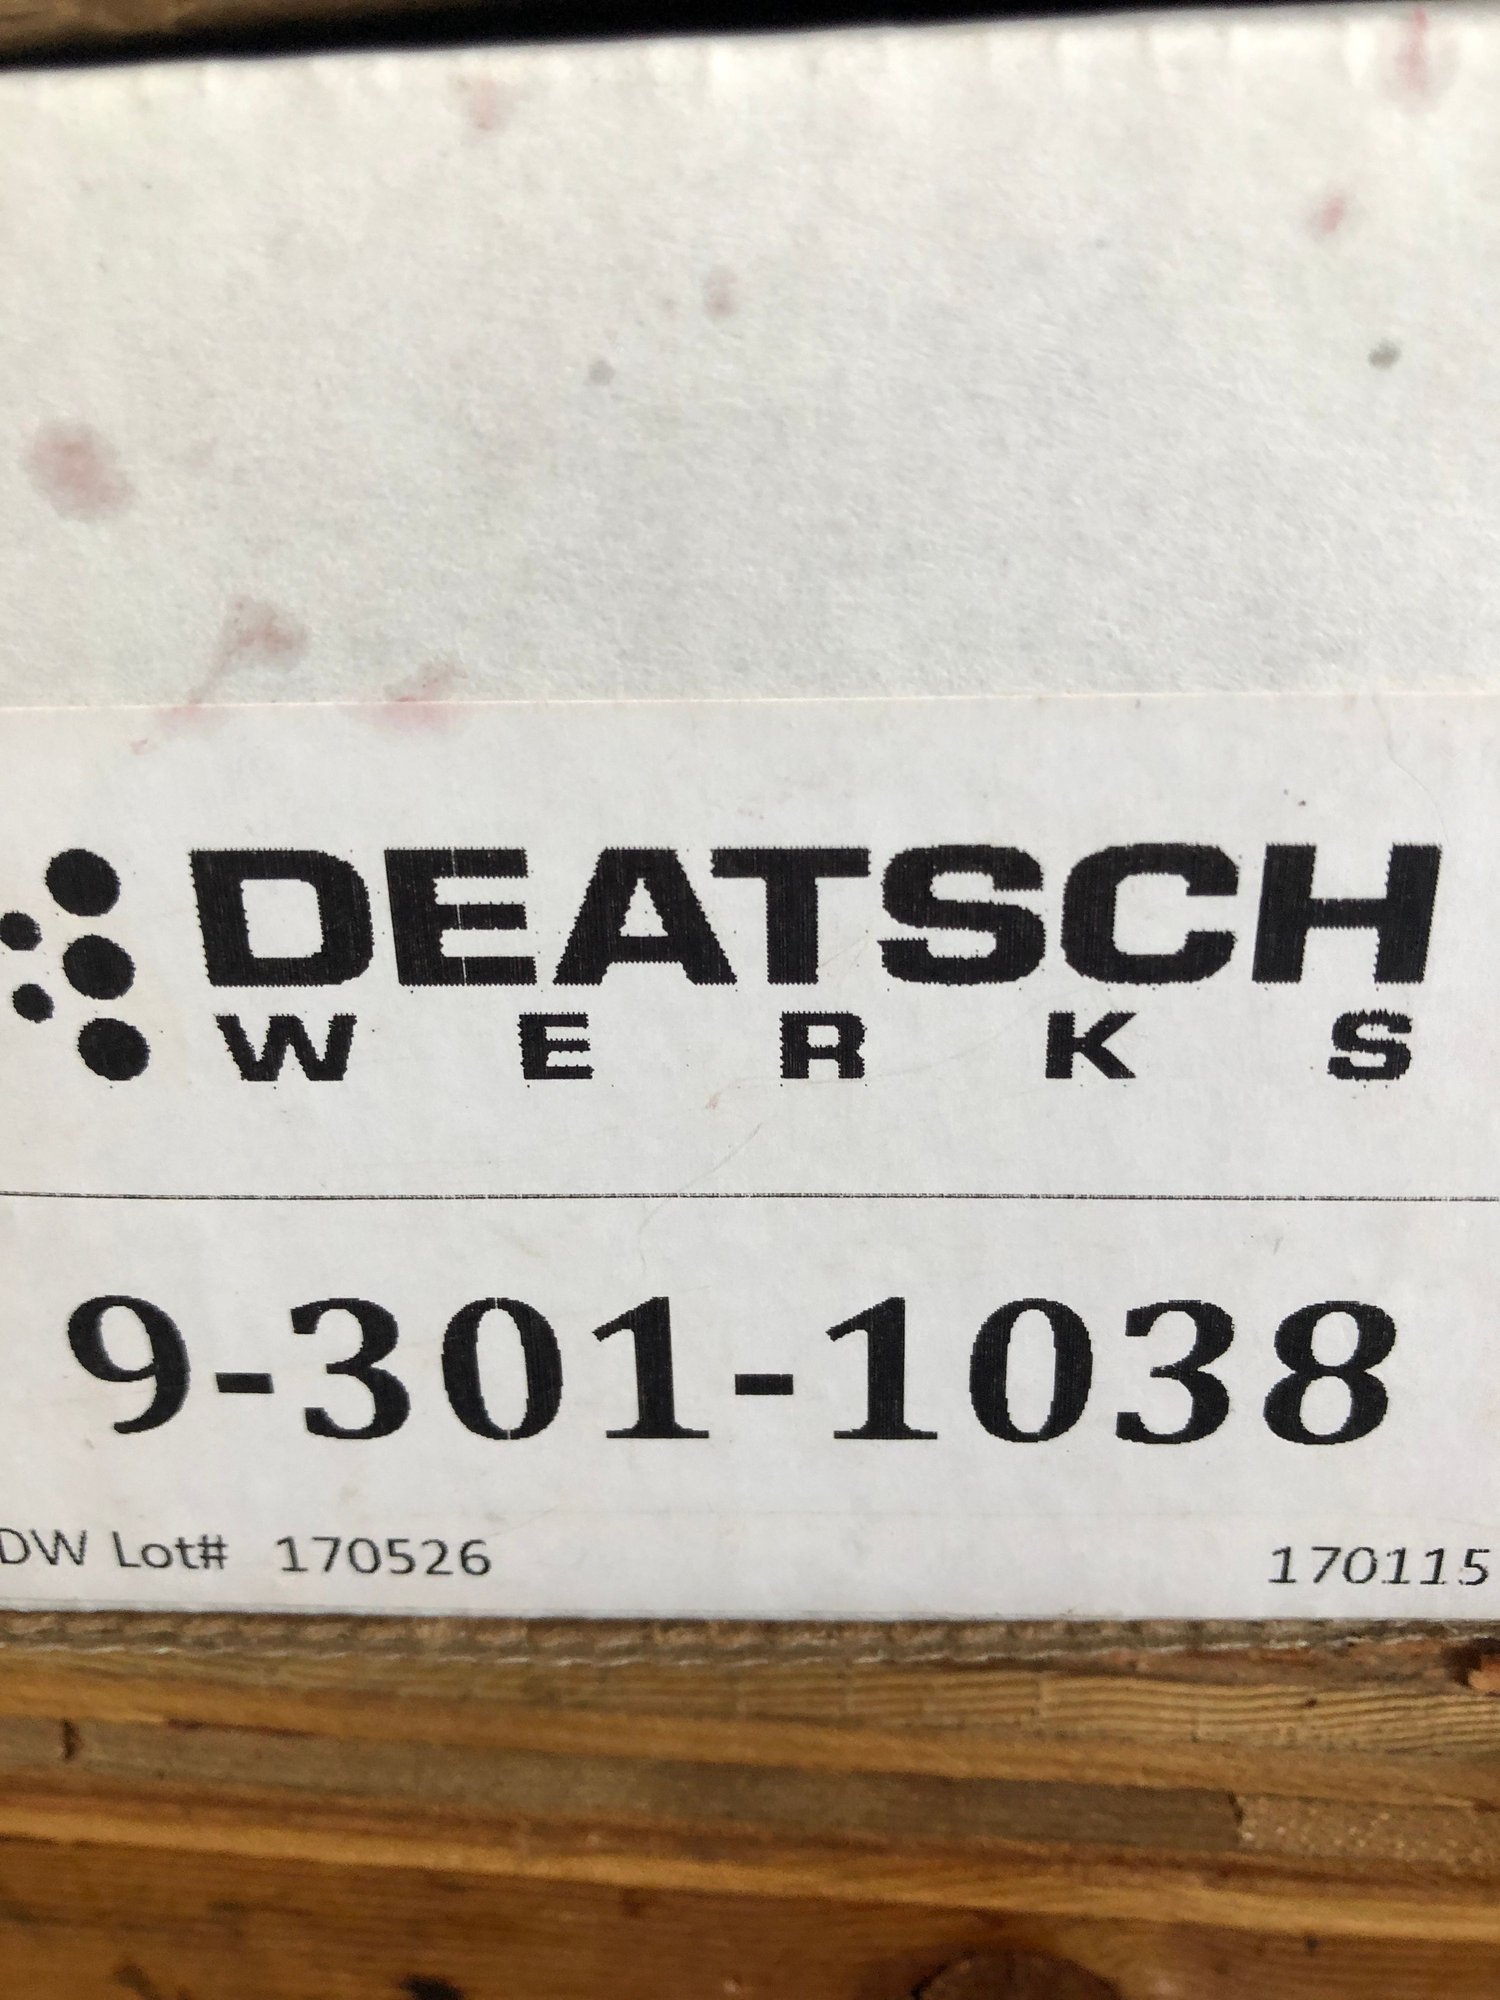 DEATSCH
WERKS
9-301-1038
DW Lot# 170526 170115